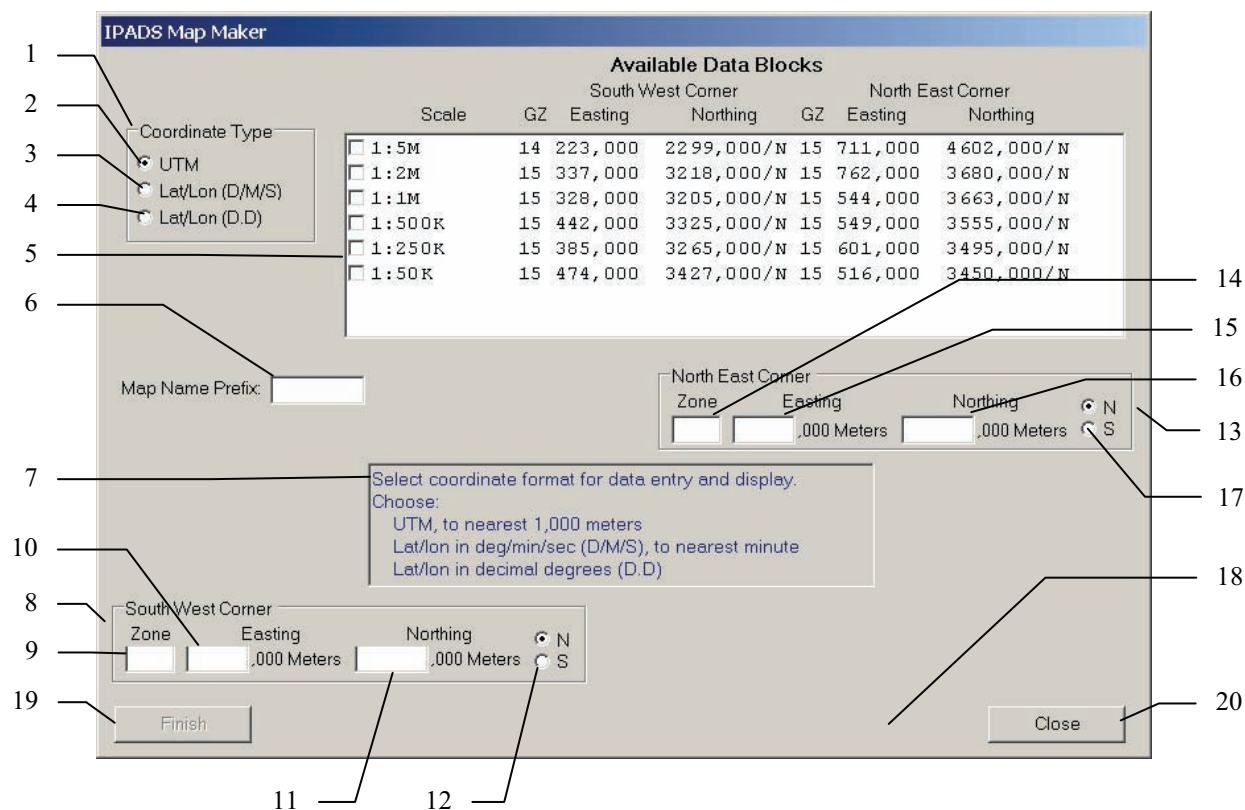 IPADS Map Maker
Available Data Blocks
South West Corner North East Corner
Scale GZ Easting Northing GZ Easting Northing
1:5M 14 223,000 2299,000/N 15 711,000 4602,000/N
1:2M 15 337,000 3218,000/N 15 762,000 3680,000/N
1:1M 15 328,000 3205,000/N 15 544,000 3663,000/N
1:500K 15 442,000 3325,000/N 15 549,000 3555,000/N
1:250K 15 385,000 3265,000/N 15 601,000 3495,000/N
1:50K 15 474,000 3427,000/N 15 516,000 3450,000/N
Coordinate Type
UTM
Lat/Lon (D/M/S)
Lat/Lon (D.D)
Map Name Prefix:
North East Corner
Zone Easting Northing
,000 Meters ,000 Meters
N
S
Select coordinate format for data entry and display.
Choose:
UTM, to nearest 1,000 meters
Lat/lon in deg/min/sec (D/M/S), to nearest minute
Lat/lon in decimal degrees (D.D)
South West Corner
Zone Easting Northing
,000 Meters ,000 Meters
N
S
Finish
Close
1
2
3
4
5
6
7
10
8
9
19
11
12
14
15
16
13
17
18
20